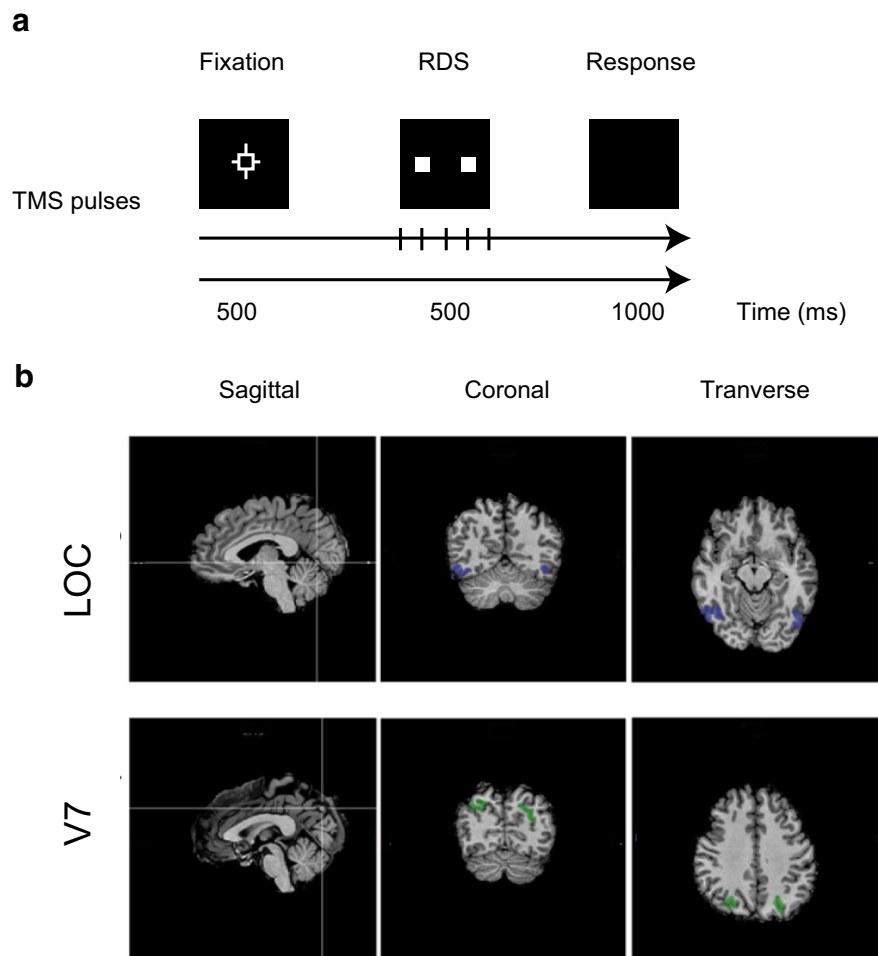 a
Fixation RDS Response
TMS pulses
500 500 1000 Time (ms)
b
Sagittal Coronal Tranverse
LOC
V7